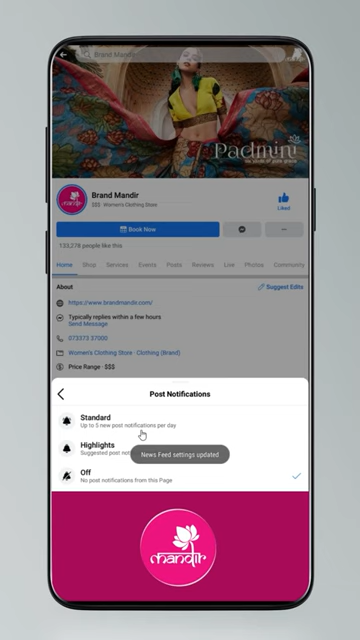 Brand Mandir
Padmini
mandir
Brand Mandir
$$$ Women's Clothing Store
Liked
Book Now
133,278 people like this
Home Shop Services Events Posts Reviews Live Photos Community
About
Suggest Edits
https://www.brandmandir.com/
Typically replies within a few hours
Send Message
073373 37000
Women's Clothing Store · Clothing (Brand)
Price Range · $$$
Post Notifications
Standard
Up to 5 new post notifications per day
Highlights
Suggested post
News Feed settings updated
Off
No post notifications from this Page
mandir